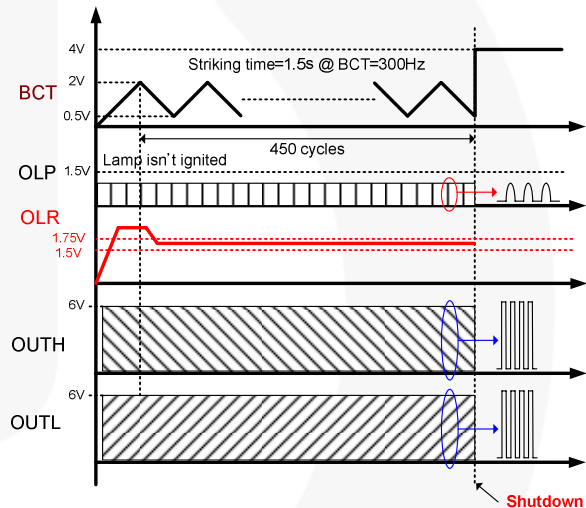 4V
Striking time=1.5s @ BCT=300Hz
2V
BCT
0.5V
450 cycles
Lamp isn't ignited
OLP
1.5V
OLR
1.75V
1.5V
6V
OUTH
6V
OUTL
Shutdown